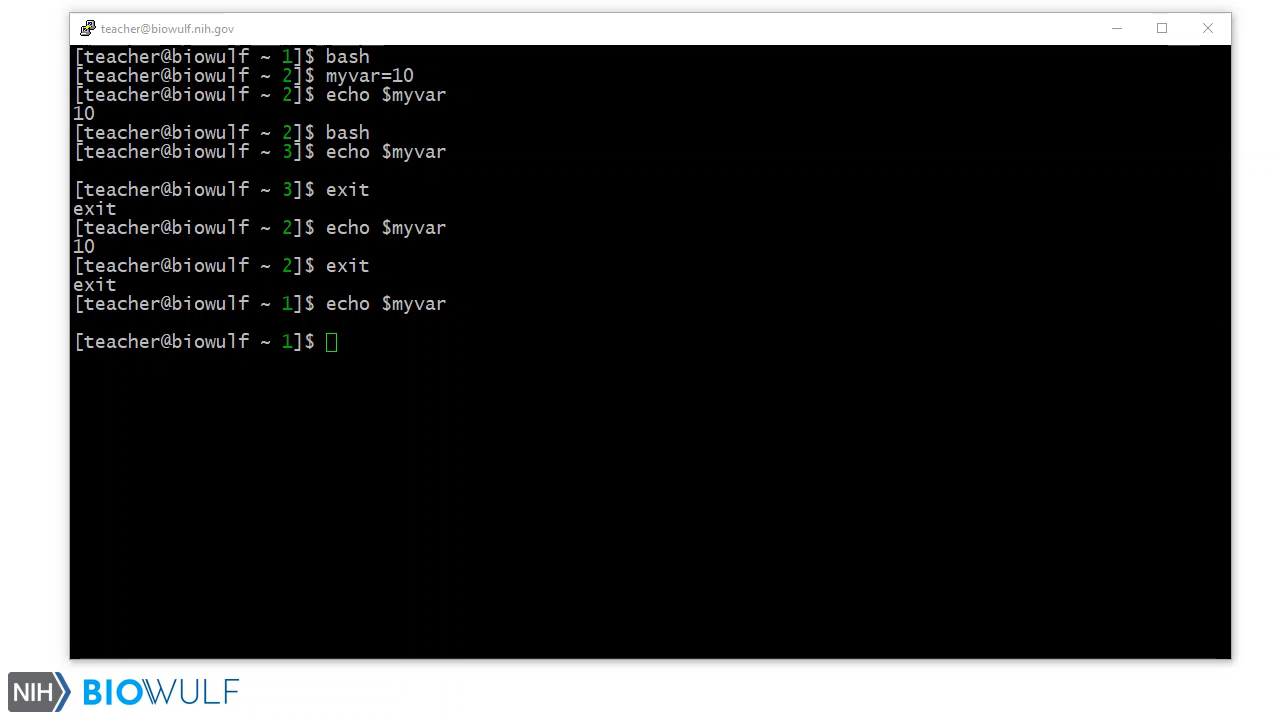 teacher@biowulf.nih.gov
[teacher@biowulf ~ 1]$ bash
[teacher@biowulf ~ 2]$ myvar=10
[teacher@biowulf ~ 2]$ echo $myvar
10
[teacher@biowulf ~ 2]$ bash
[teacher@biowulf ~ 3]$ echo $myvar
[teacher@biowulf ~ 3]$ exit
exit
[teacher@biowulf ~ 2]$ echo $myvar
10
[teacher@biowulf ~ 2]$ exit
exit
[teacher@biowulf ~ 1]$ echo $myvar
[teacher@biowulf ~ 1]$
NIH BIOWULF